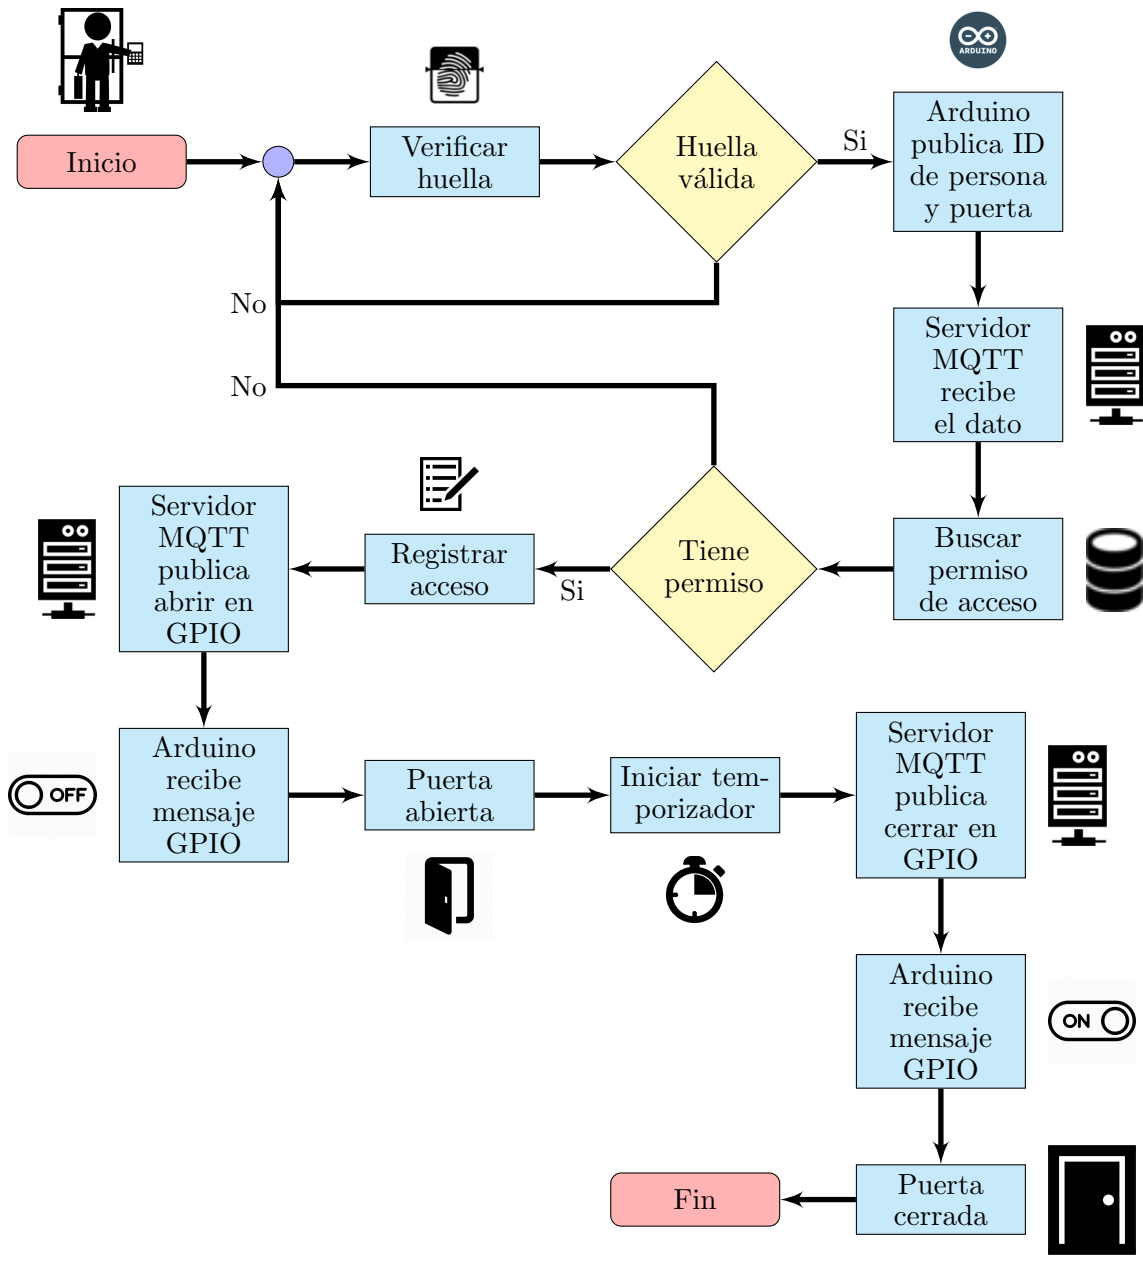 ARDUINO
Inicio
Verificar
huella
Huella
válida
Si
Arduino
publica ID
de persona
y puerta
No
Servidor
MQTT
recibe
el dato
No
Buscar
permiso
de acceso
Tiene
permiso
Si
Registrar
acceso
Servidor
MQTT
publica
abrir en
GPIO
OFF
Arduino
recibe
mensaje
GPIO
Puerta
abierta
Iniciar tem-
porizador
Servidor
MQTT
publica
cerrar en
GPIO
Arduino
recibe
mensaje
GPIO
ON
Puerta
cerrada
Fin